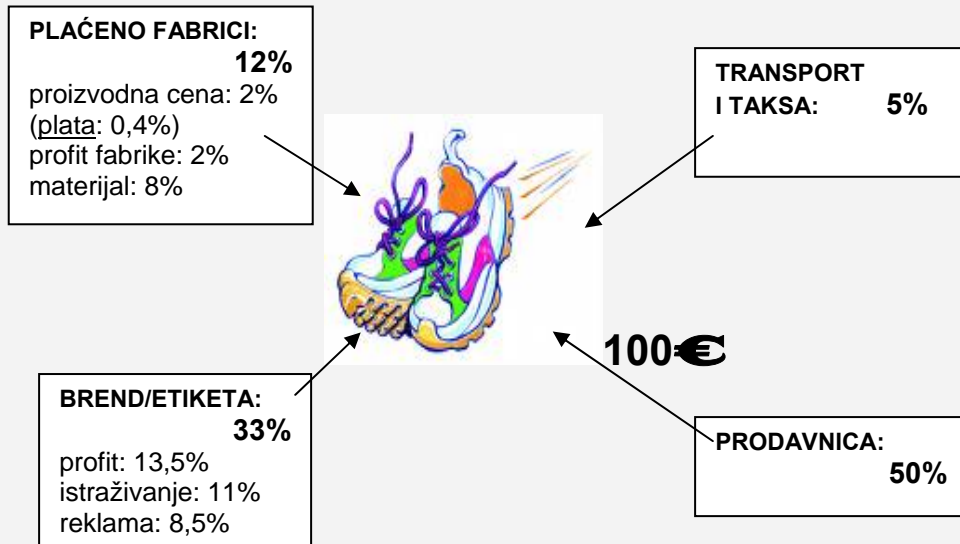 PLAĆENO FABRICI:
12%
proizvodna cena: 2%
(plata: 0,4%)
profit fabrike: 2%
materijal: 8%
TRANSPORT
I TAKSA: 5%
100€
BREND/ETIKETA:
33%
profit: 13,5%
istraživanje: 11%
reklama: 8,5%
PRODAVNICA:
50%